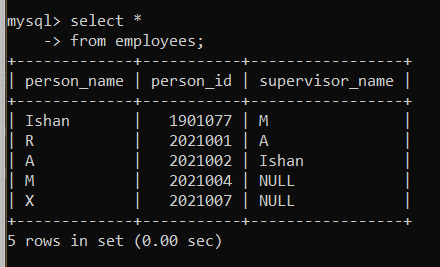 mysql> select *
    -> from employees;
+-------------+-----------+-----------------+
| person_name | person_id | supervisor_name |
+-------------+-----------+-----------------+
| Ishan       |   1901077 | M               |
| R           |   2021001 | A               |
| A           |   2021002 | Ishan           |
| M           |   2021004 | NULL            |
| X           |   2021007 | NULL            |
+-------------+-----------+-----------------+
5 rows in set (0.00 sec)